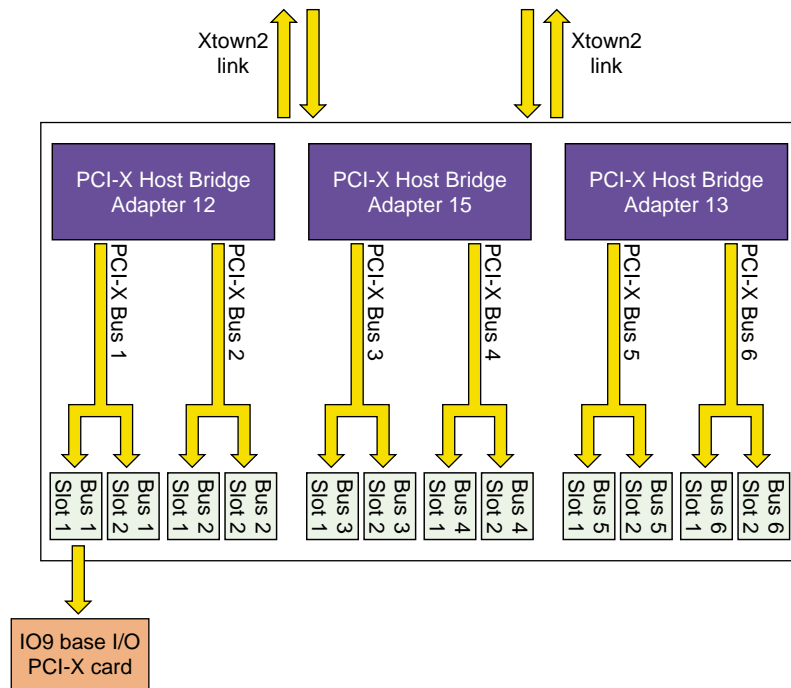 Xtown2
link
Xtown2
link
PCI-X Host Bridge
Adapter 12
PCI-X Host Bridge
Adapter 15
PCI-X Host Bridge
Adapter 13
PCI-X Bus 1
PCI-X Bus 2
PCI-X Bus 3
PCI-X Bus 4
PCI-X Bus 5
PCI-X Bus 6
Bus 1
Slot 1
Bus 1
Slot 2
Bus 2
Slot 1
Bus 2
Slot 2
Bus 3
Slot 1
Bus 3
Slot 2
Bus 4
Slot 1
Bus 4
Slot 2
Bus 5
Slot 1
Bus 5
Slot 2
Bus 6
Slot 1
Bus 6
Slot 2
IO9 base I/O
PCI-X card